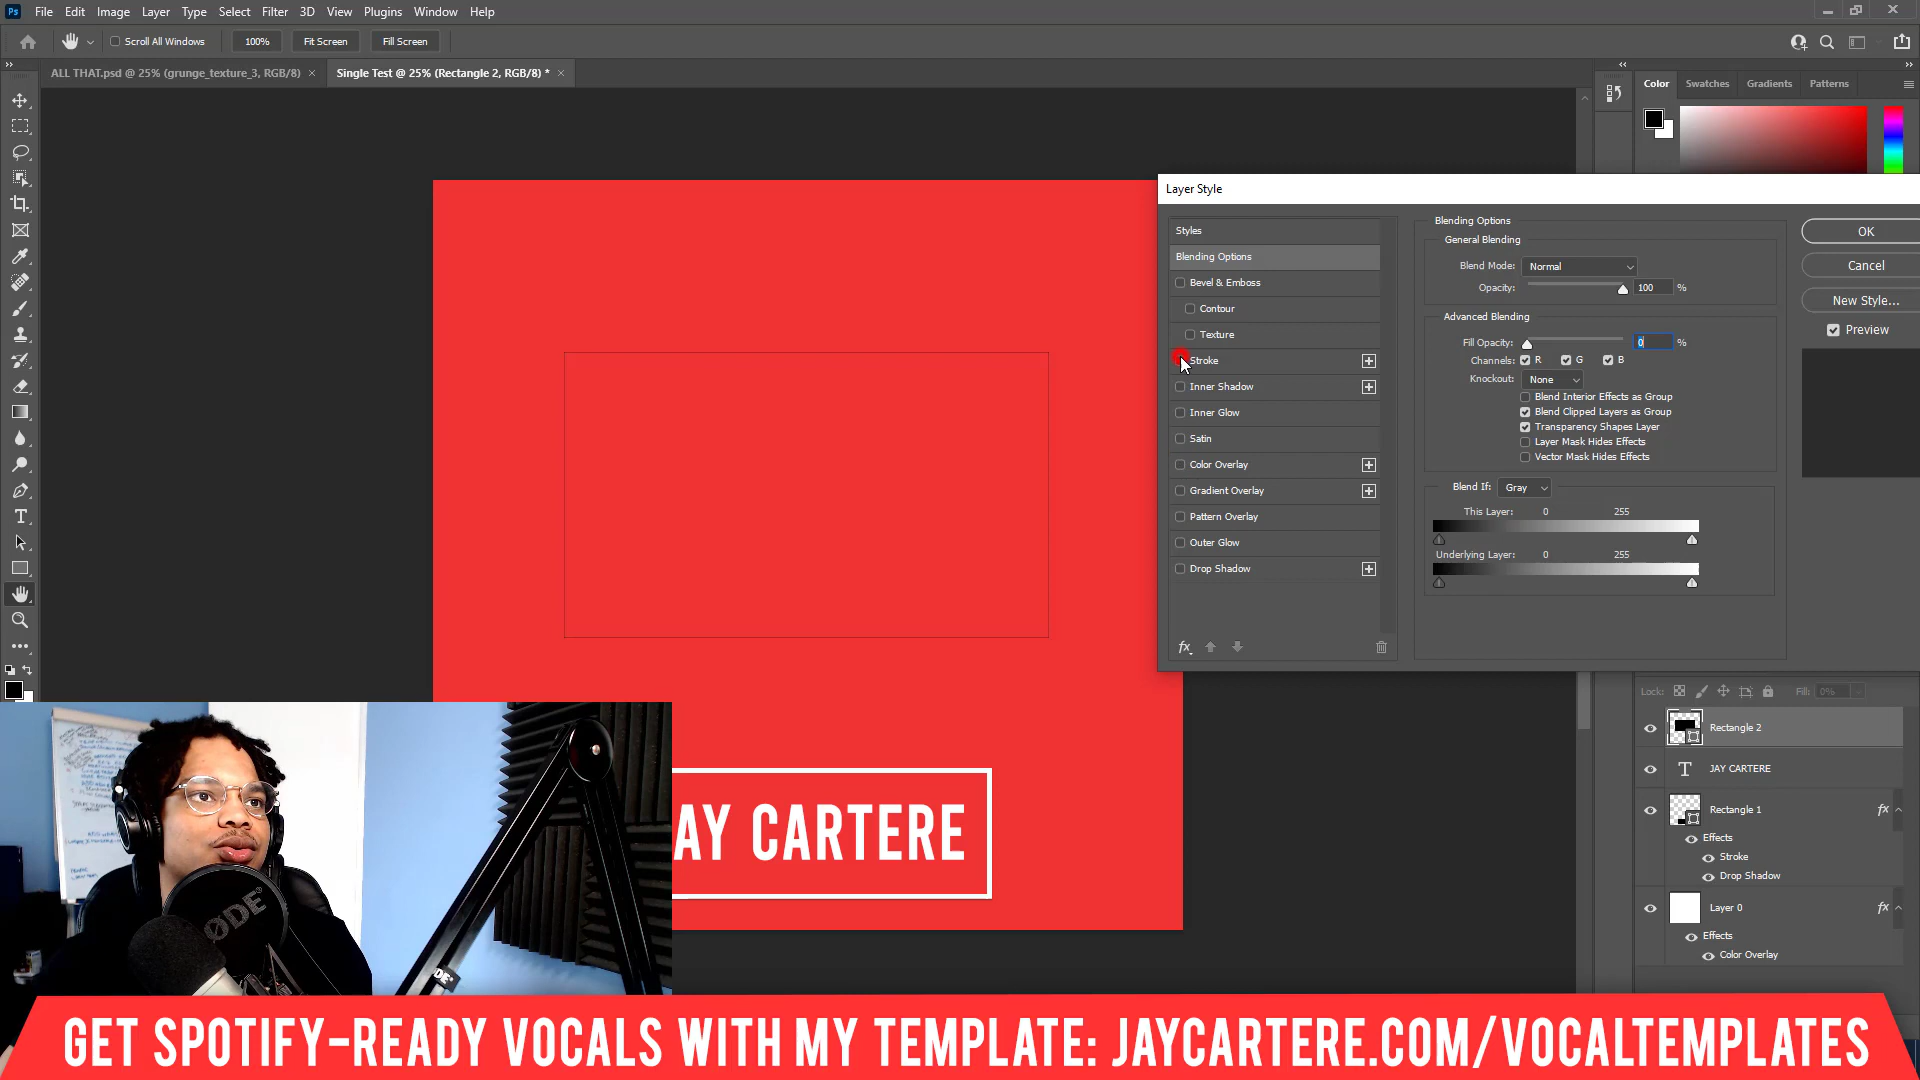 Ps File Edit Image Layer Type Select Filter 3D View Plugins Window Help
Scroll All Windows 100% Fit Screen Fill Screen
ALL THAT.psd @ 25% (grunge_texture_3, RGB/8) × Single Test @ 25% (Rectangle 2, RGB/8) * ×
Color Swatches Gradients Patterns
Layer Style
Styles
Blending Options
Bevel & Emboss
Contour
Texture
Stroke
Inner Shadow
Inner Glow
Satin
Color Overlay
Gradient Overlay
Pattern Overlay
Outer Glow
Drop Shadow
fx
Blending Options
General Blending
Blend Mode: Normal
Opacity: 100 %
Advanced Blending
Fill Opacity: 0 %
Channels: R G B
Knockout: None
Blend Interior Effects as Group
Blend Clipped Layers as Group
Transparency Shapes Layer
Layer Mask Hides Effects
Vector Mask Hides Effects
Blend If: Gray
This Layer: 0 255
Underlying Layer: 0 255
OK
Cancel
New Style...
Preview
Lock: Fill: 0%
Rectangle 2
T JAY CARTERE
Rectangle 1 fx
Effects
Stroke
Drop Shadow
Layer 0 fx
Effects
Color Overlay
AY CARTERE
RØDE
GET SPOTIFY-READY VOCALS WITH MY TEMPLATE: JAYCARTERE.COM/VOCALTEMPLATES